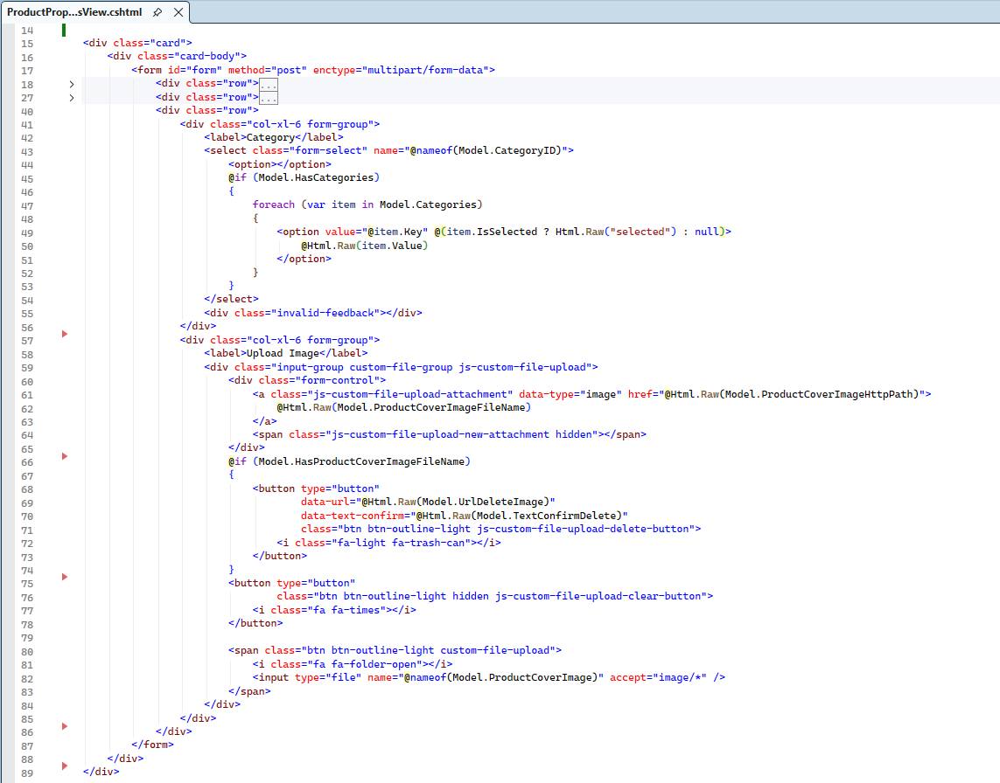 ProductProp...sView.cshtml
14
15 <div class="card">
16 <div class="card-body">
17 <form id="form" method="post" enctype="multipart/form-data">
18 <div class="row">...
27 <div class="row">...
40 <div class="row">
41 <div class="col-xl-6 form-group">
42 <label>Category</label>
43 <select class="form-select" name="@nameof(Model.CategoryID)">
44 <option></option>
45 @if (Model.HasCategories)
46 {
47 foreach (var item in Model.Categories)
48 {
49 <option value="@item.Key" @(item.IsSelected ? Html.Raw("selected") : null)>
50 @Html.Raw(item.Value)
51 </option>
52 }
53 }
54 </select>
55 <div class="invalid-feedback"></div>
56 </div>
57 <div class="col-xl-6 form-group">
58 <label>Upload Image</label>
59 <div class="input-group custom-file-group js-custom-file-upload">
60 <div class="form-control">
61 <a class="js-custom-file-upload-attachment" data-type="image" href="@Html.Raw(Model.ProductCoverImageHttpPath)">
62 @Html.Raw(Model.ProductCoverImageFileName)
63 </a>
64 <span class="js-custom-file-upload-new-attachment hidden"></span>
65 </div>
66 @if (Model.HasProductCoverImageFileName)
67 {
68 <button type="button"
69 data-url="@Html.Raw(Model.UrlDeleteImage)"
70 data-text-confirm="@Html.Raw(Model.TextConfirmDelete)"
71 class="btn btn-outline-light js-custom-file-upload-delete-button">
72 <i class="fa-light fa-trash-can"></i>
73 </button>
74 }
75 <button type="button"
76 class="btn btn-outline-light hidden js-custom-file-upload-clear-button">
77 <i class="fa fa-times"></i>
78 </button>
79
80 <span class="btn btn-outline-light custom-file-upload">
81 <i class="fa fa-folder-open"></i>
82 <input type="file" name="@nameof(Model.ProductCoverImage)" accept="image/*" />
83 </span>
84 </div>
85 </div>
86 </div>
87 </form>
88 </div>
89 </div>